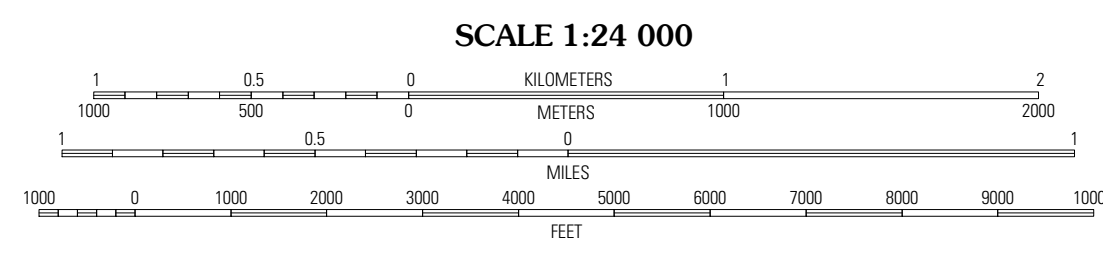 SCALE 1:24 000
1 0.5 0 KILOMETERS 1 2
1000 500 0 METERS 1000 2000
1 0.5 0 1
MILES
1000 0 1000 2000 3000 4000 5000 6000 7000 8000 9000 1000
FEET